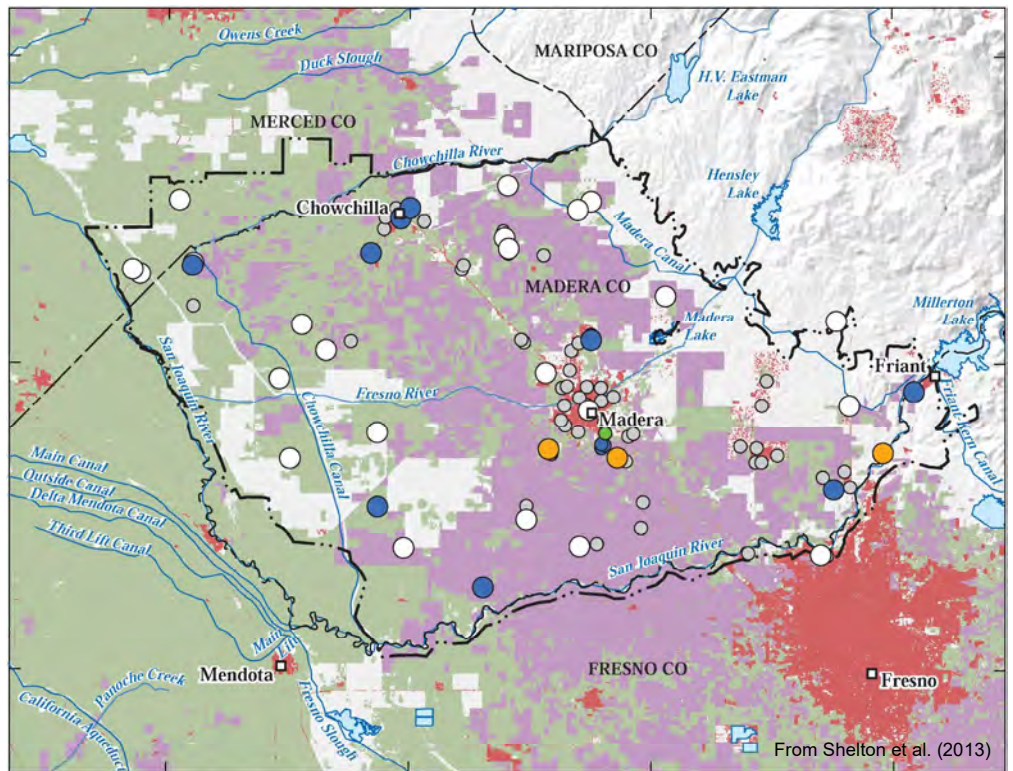 Owens Creek
Duck Slough
MARIPOSA CO
H.V. Eastman
Lake
MERCED CO
Chowchilla River
Hensley
Lake
Chowchilla
Madera Canal
MADERA CO
Millerton
Lake
Madera
Lake
San Joaquin River
Friant
Fresno River
Chowchilla Canal
Madera
Friant-Kern Canal
Main Canal
Outside Canal
Delta Mendota Canal
Third Lift Canal
San Joaquin River
Main
Lift
Mendota
FRESNO CO
Fresno
Panoche Creek
Fresno Slough
California Aqueduct
From Shelton et al. (2013)